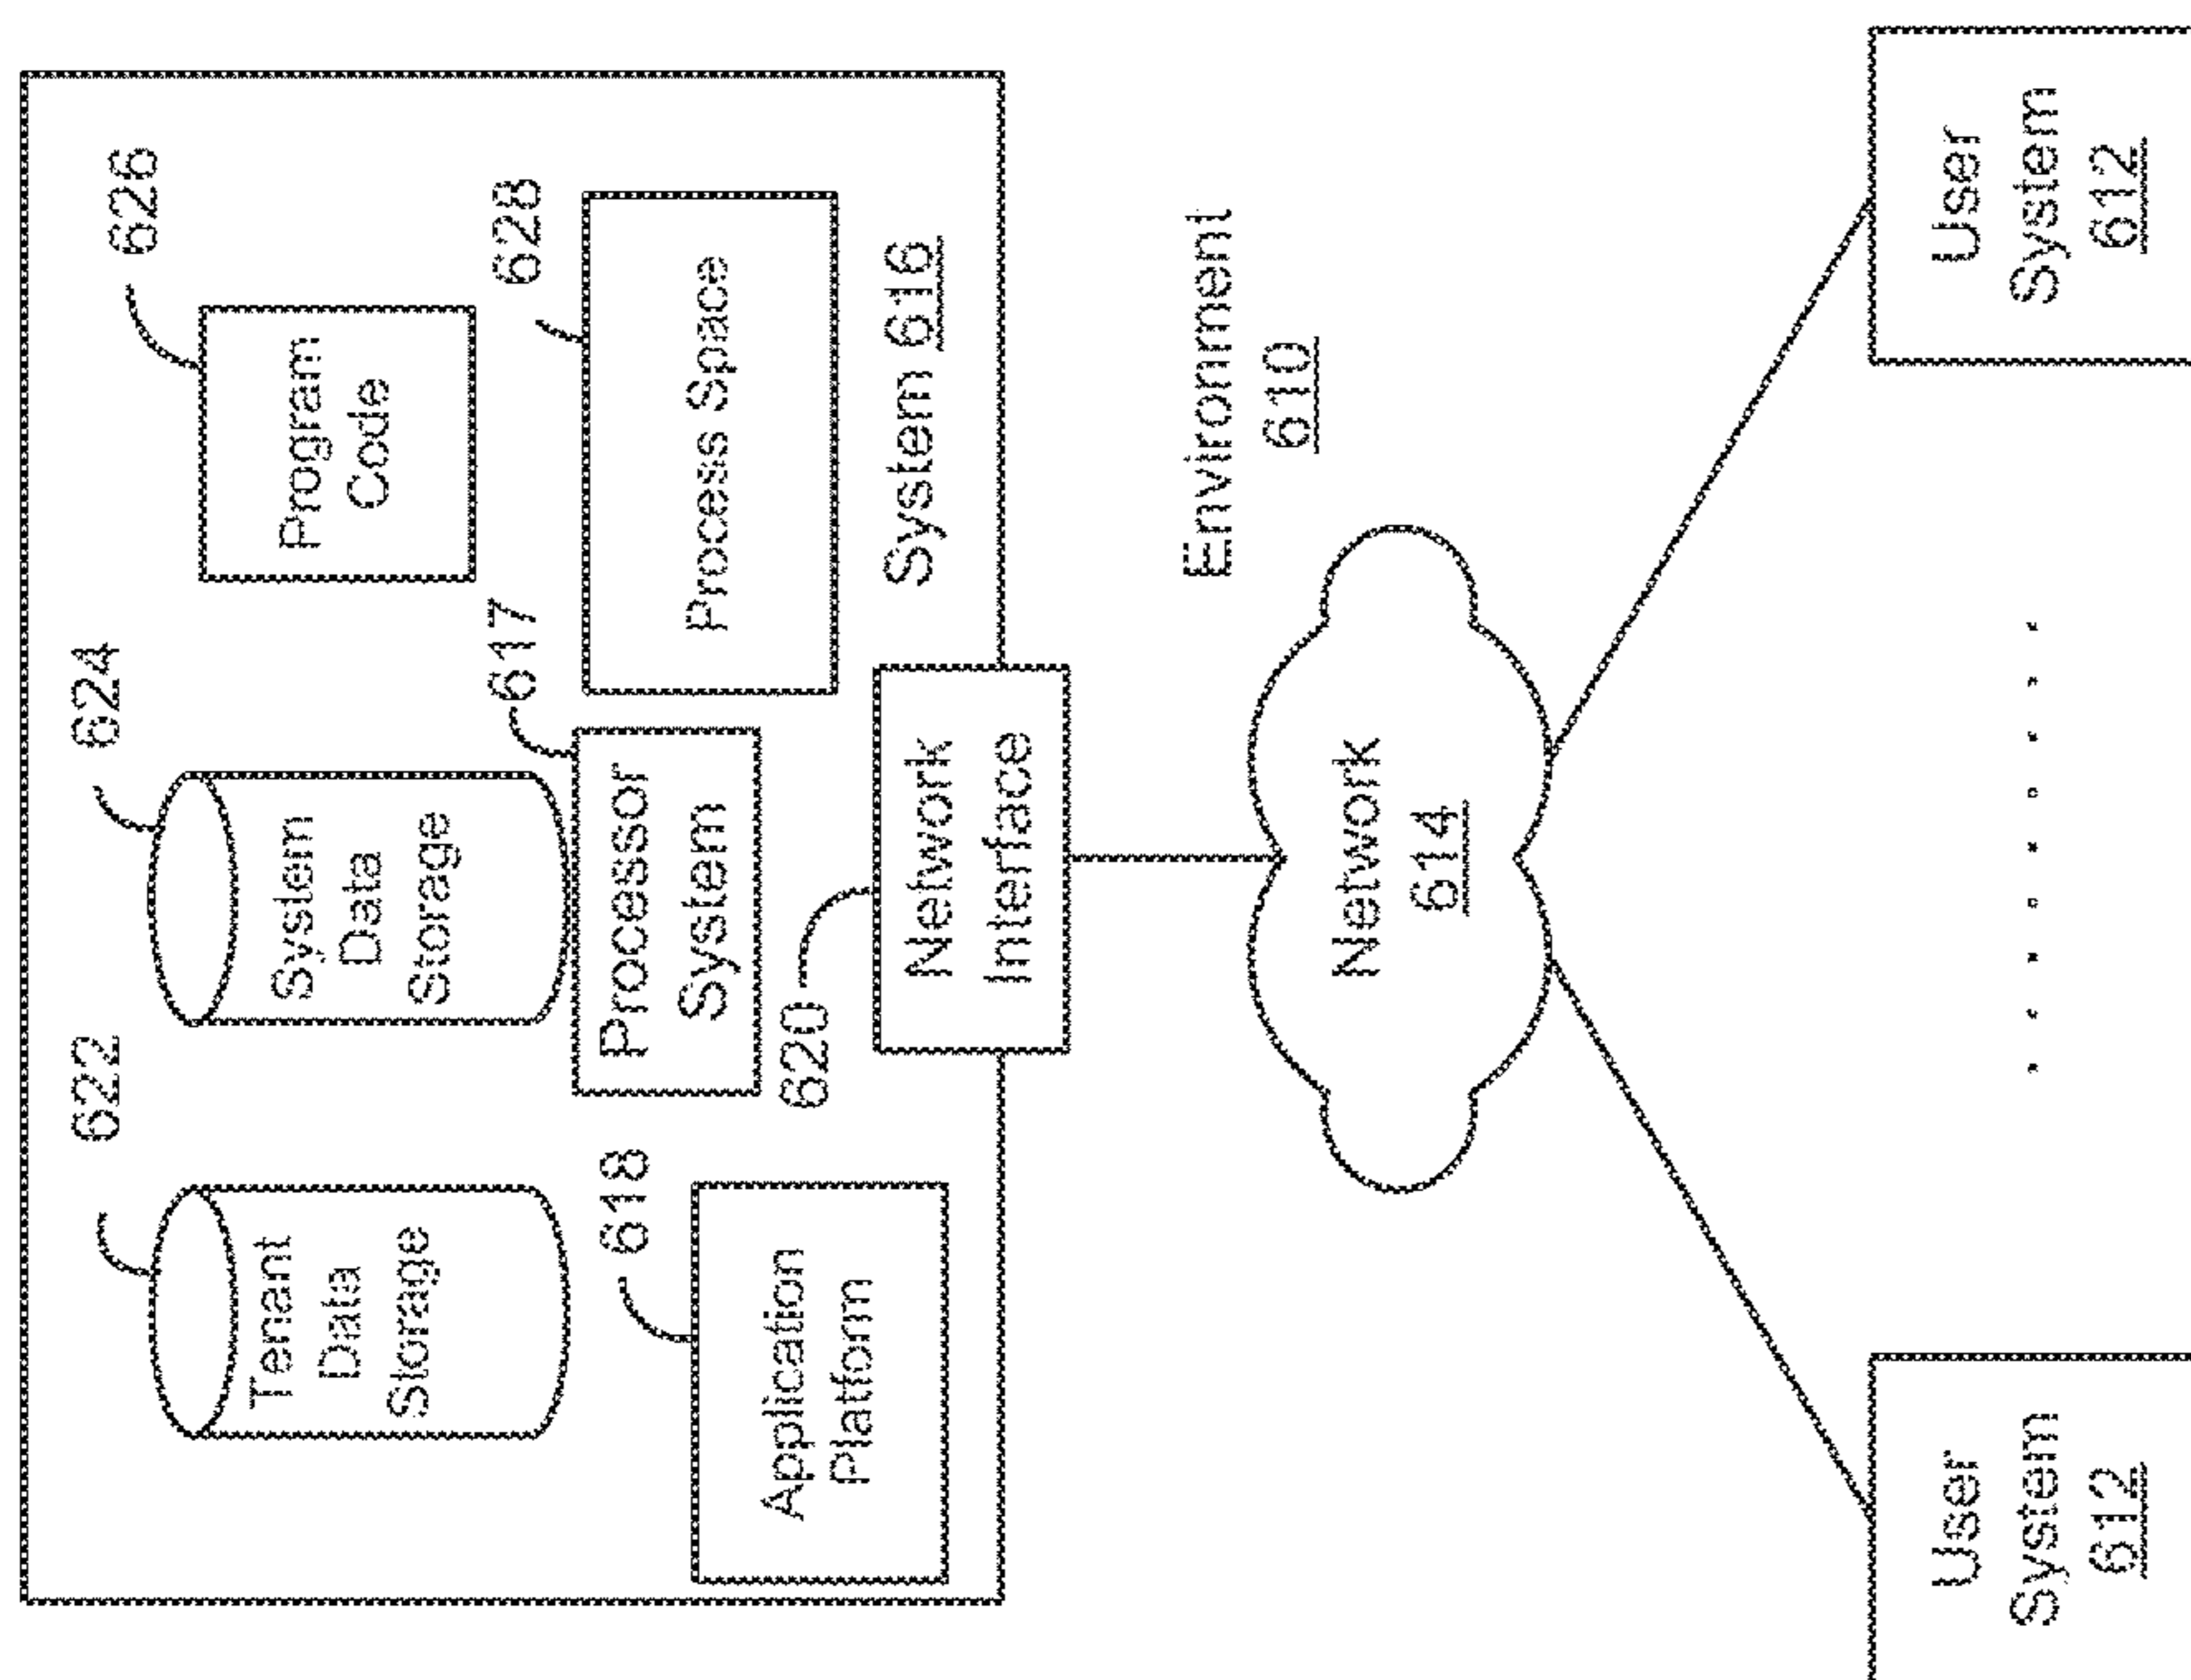 622
624
626
Tenant
Data
Storage
System
Data
Storage
Program
Code
618
617
628
Application
Platform
Processor
System
Process Space
620
Network
Interface
System 616
Environment
610
Network
614
User
System
612
User
System
612